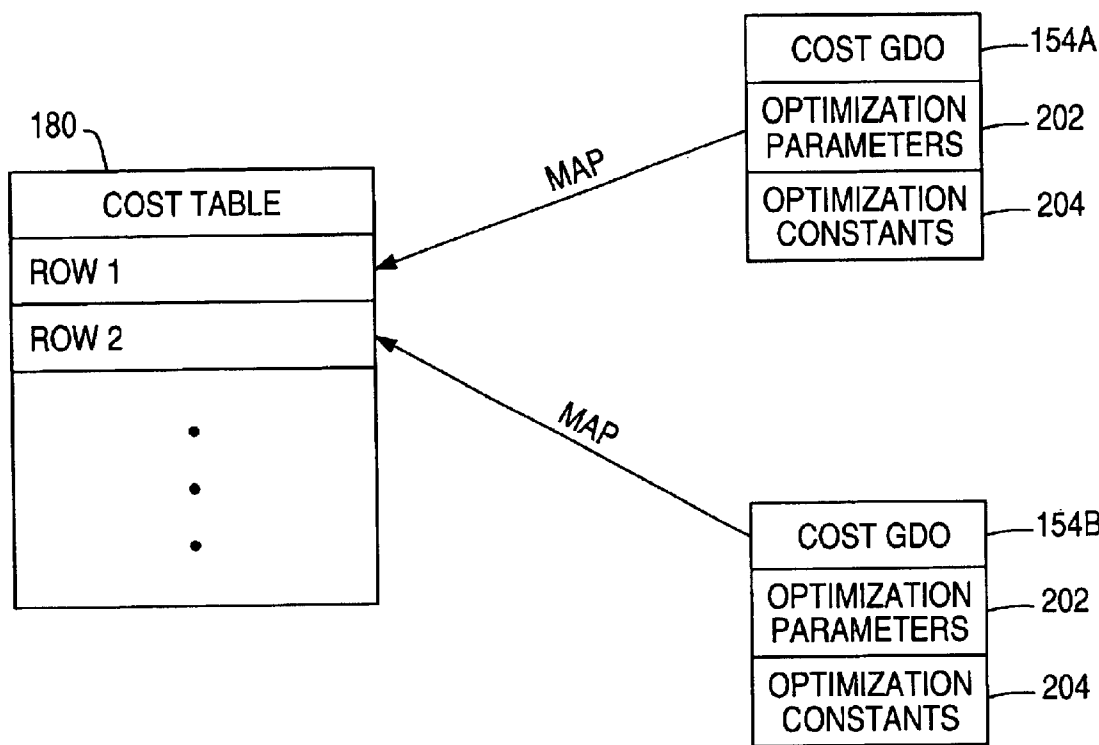 180
COST TABLE
ROW 1
ROW 2
MAP
MAP
COST GDO
154A
OPTIMIZATION
PARAMETERS
202
OPTIMIZATION
CONSTANTS
204
COST GDO
154B
OPTIMIZATION
PARAMETERS
202
OPTIMIZATION
CONSTANTS
204